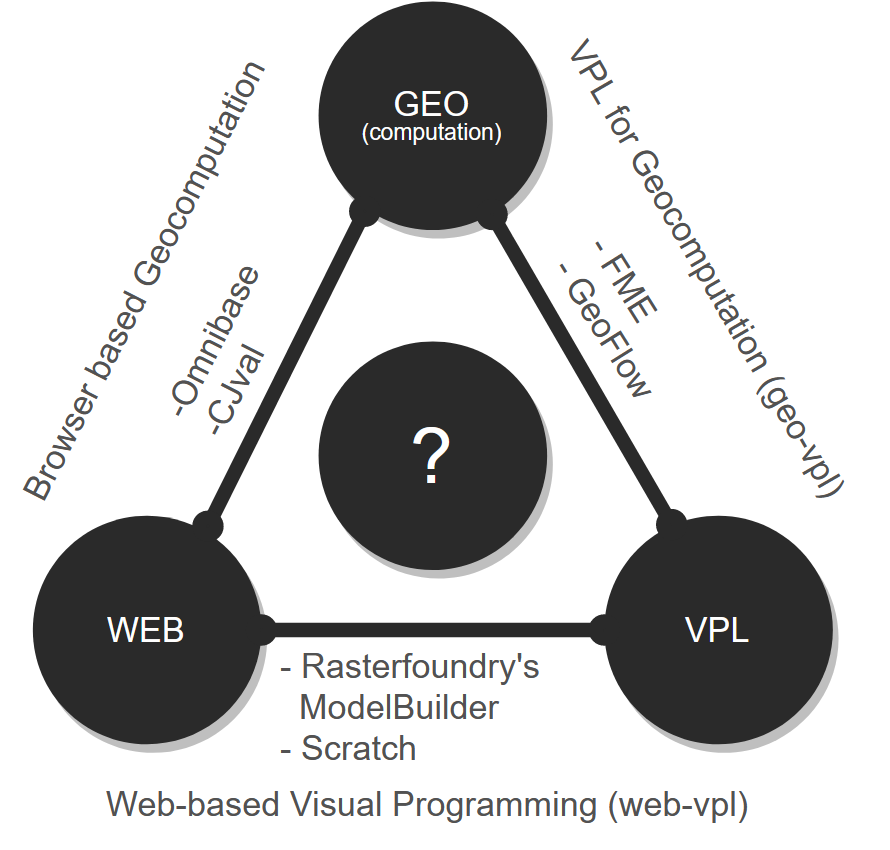 GEO
(computation)
Browser based Geocomputation
-Omnibase
-CJval
VPL for Geocomputation (geo-vpl)
- FME
- GeoFlow
?
WEB
VPL
- Rasterfoundry's
ModelBuilder
- Scratch
Web-based Visual Programming (web-vpl)